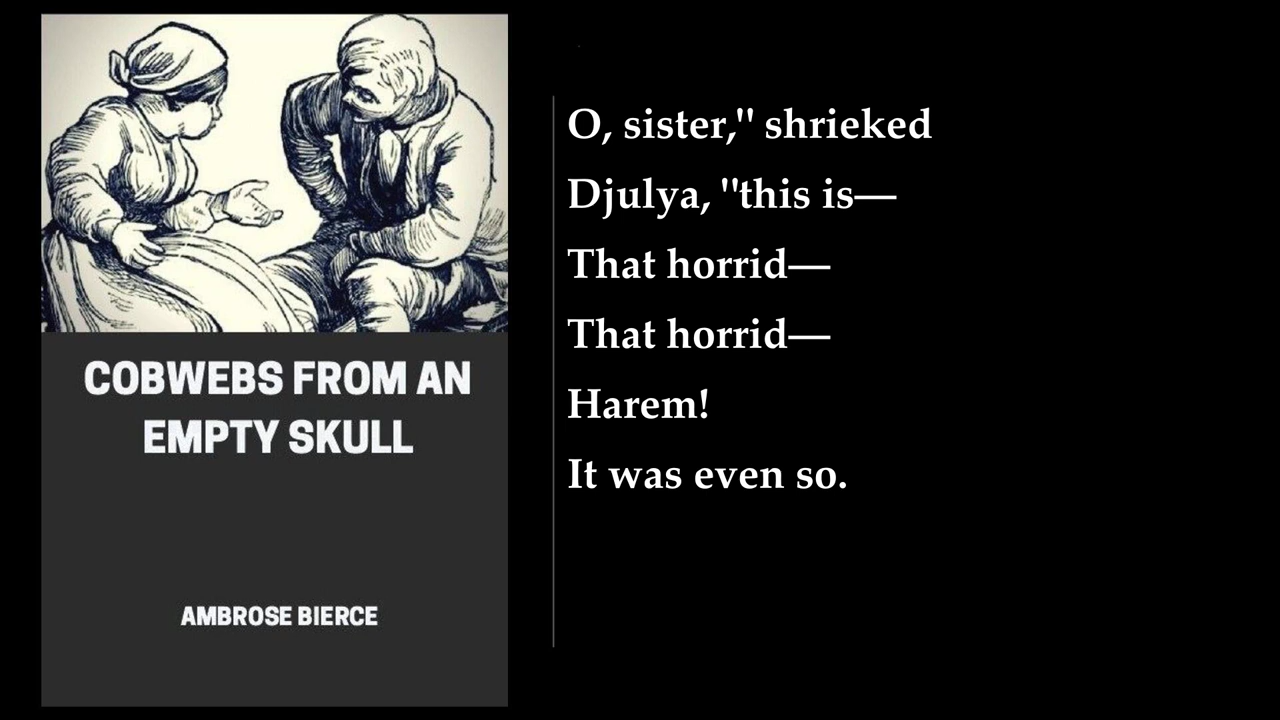 COBWEBS FROM AN
EMPTY SKULL
AMBROSE BIERCE
O, sister," shrieked
Djulya, "this is—
That horrid—
That horrid—
Harem!
It was even so.